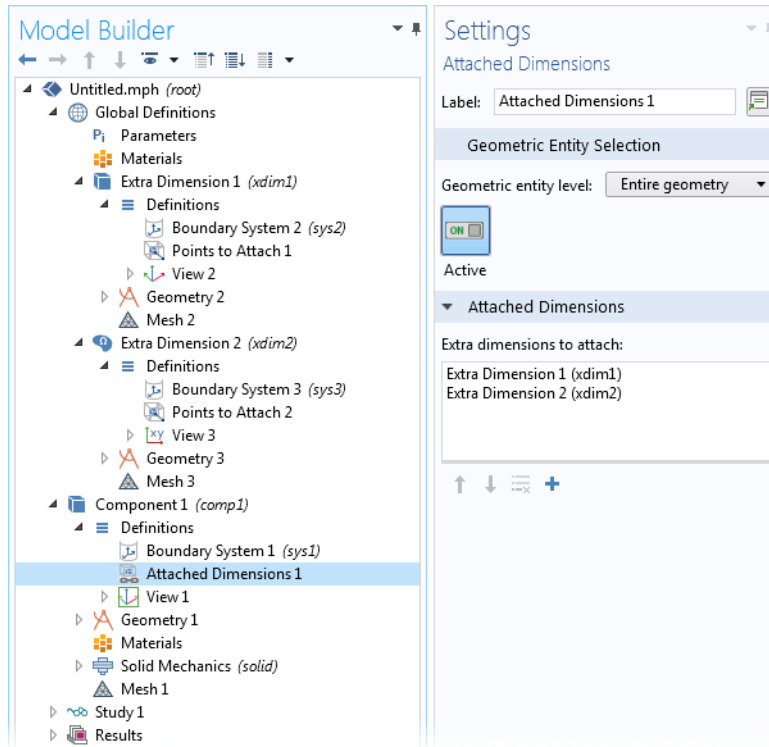 Model Builder
Untitled.mph (root)
Global Definitions
Pi Parameters
Materials
Extra Dimension 1 (xdim1)
Definitions
Boundary System 2 (sys2)
Points to Attach 1
View 2
Geometry 2
Mesh 2
Extra Dimension 2 (xdim2)
Definitions
Boundary System 3 (sys3)
Points to Attach 2
xy View 3
Geometry 3
Mesh 3
Component 1 (comp1)
Definitions
Boundary System 1 (sys1)
Attached Dimensions 1
View 1
Geometry 1
Materials
Solid Mechanics (solid)
Mesh 1
Study 1
Results
Settings
Attached Dimensions
Label: Attached Dimensions 1
Geometric Entity Selection
Geometric entity level: Entire geometry
ON
Active
Attached Dimensions
Extra dimensions to attach:
Extra Dimension 1 (xdim1)
Extra Dimension 2 (xdim2)